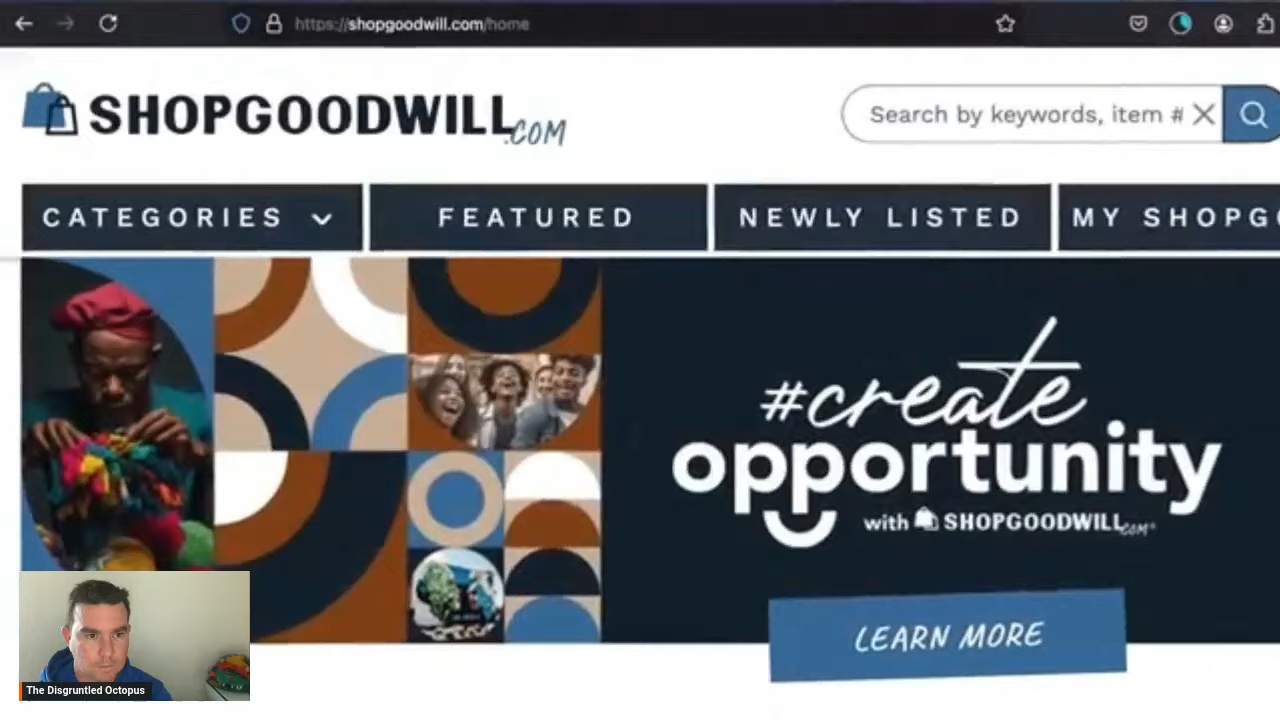 https://shopgoodwill.com/home
SHOPGOODWILL.COM
Search by keywords, item #
CATEGORIES
FEATURED
NEWLY LISTED
MY SHOPG
#create
opportunity
with SHOPGOODWILL.COM
LEARN MORE
The Disgruntled Octopus